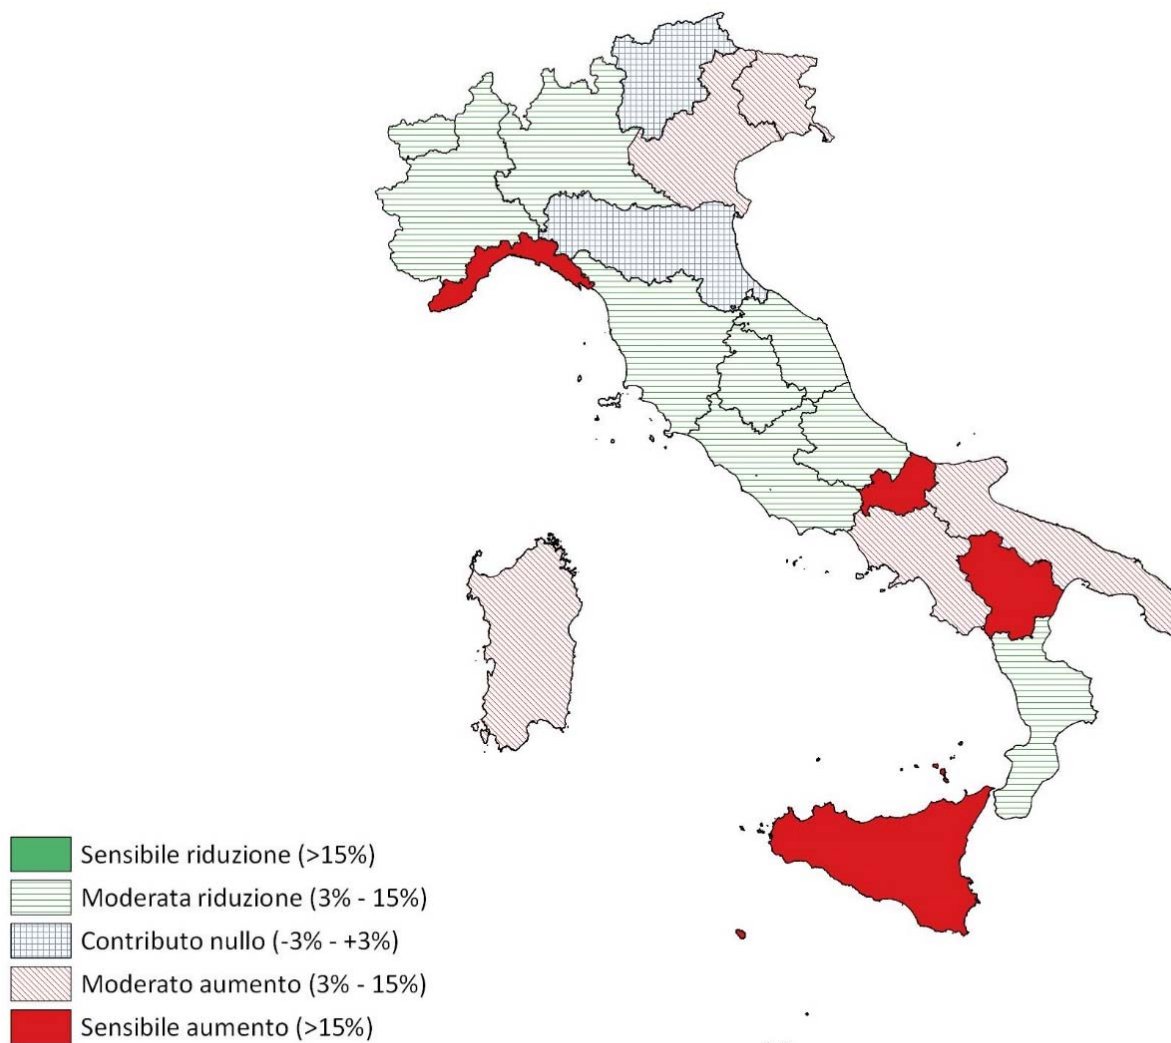 Sensibile riduzione (>15%)
Moderata riduzione (3% - 15%)
Contributo nullo (-3% - +3%)
Moderato aumento (3% - 15%)
Sensibile aumento (>15%)